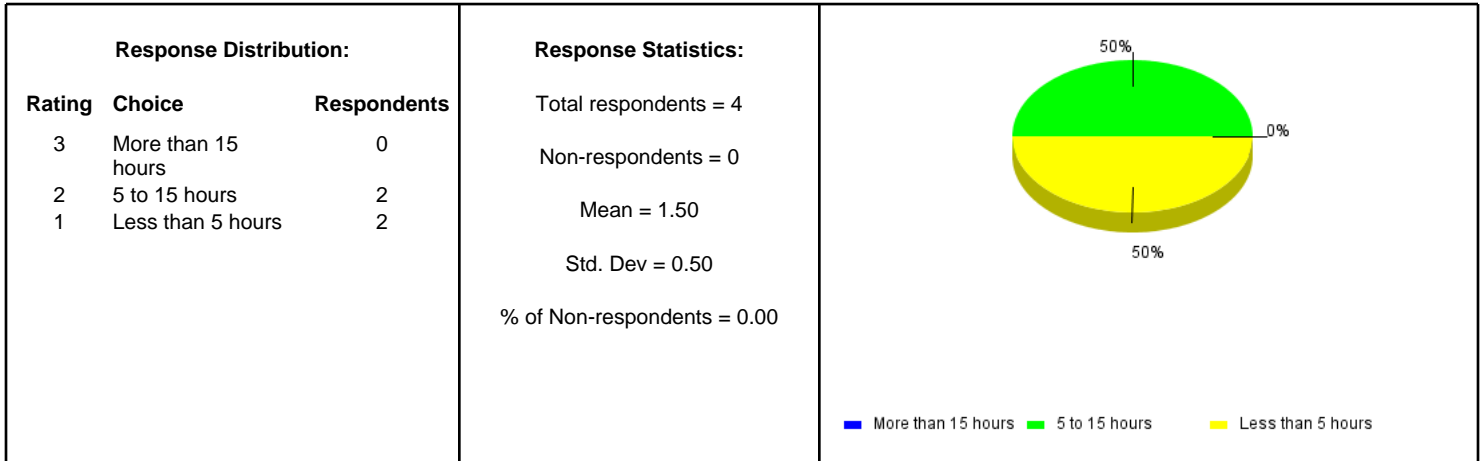 Response Distribution:
Rating Choice Respondents
3 More than 15 hours 0
2 5 to 15 hours 2
1 Less than 5 hours 2
Response Statistics:
Total respondents = 4
Non-respondents = 0
Mean = 1.50
Std. Dev = 0.50
% of Non-respondents = 0.00
50%
0%
50%
More than 15 hours 5 to 15 hours Less than 5 hours